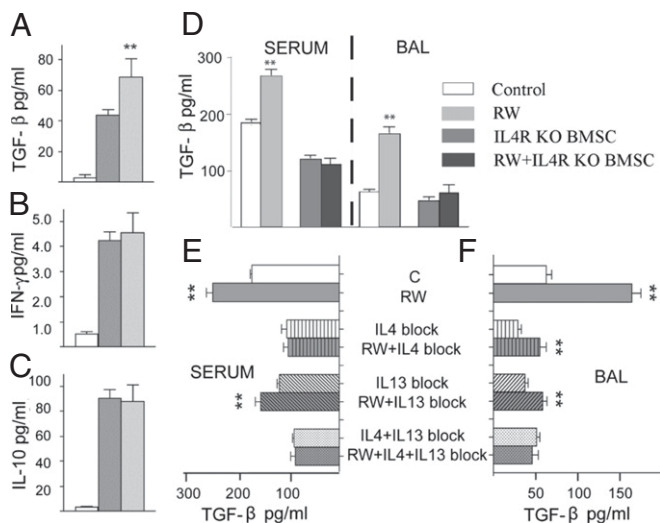 A
TGF- β pg/ml
80
60
40
20
**
B
IFN-γpg/ml
5.0
4.0
3.0
2.0
1.0
C
IL-10 pg/ml
100
80
60
40
20
D
SERUM
BAL
TGF- β pg/ml
300
200
100
**
**
Control
RW
IL4R KO BMSC
RW+IL4R KO BMSC
E
F
C
**
RW
**
IL4 block
RW+IL4 block
**
SERUM
BAL
IL13 block
**
RW+IL13 block
**
IL4+IL13 block
RW+IL4+IL13 block
300
200
100
TGF- β pg/ml
50
100
150
TGF- β pg/ml